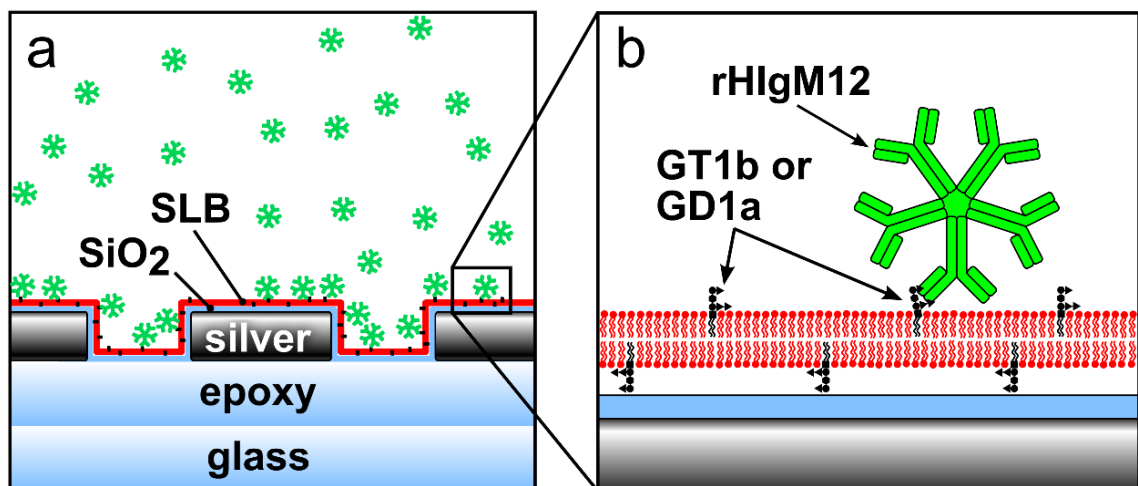 a
SLB
SiO2
silver
epoxy
glass
b
rHIgM12
GT1b or
GD1a